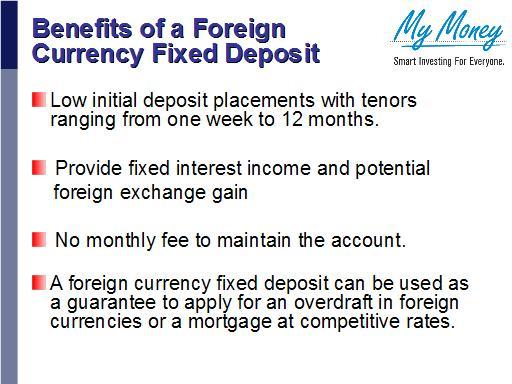 Benefits of a Foreign
Currency Fixed Deposit
My Money
Smart Investing For Everyone.
Low initial deposit placements with tenors
ranging from one week to 12 months.
Provide fixed interest income and potential
foreign exchange gain
No monthly fee to maintain the account.
A foreign currency fixed deposit can be used as
a guarantee to apply for an overdraft in foreign
currencies or a mortgage at competitive rates.